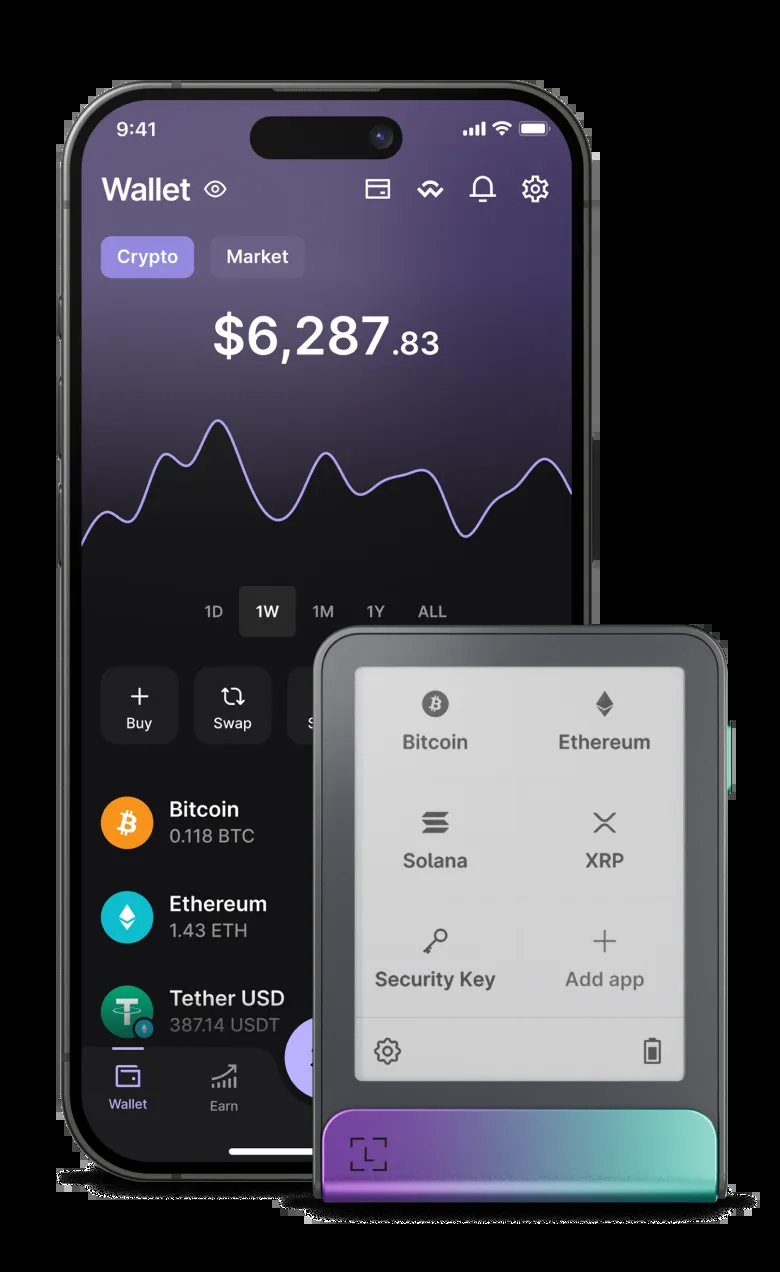 9:41
Wallet
Crypto Market
$6,287.83
1D 1W 1M 1Y ALL
Buy Swap
Bitcoin
0.118 BTC
Ethereum
1.43 ETH
Tether USD
387.14 USDT
Wallet Earn
Bitcoin Ethereum
Solana XRP
Security Key Add app
L